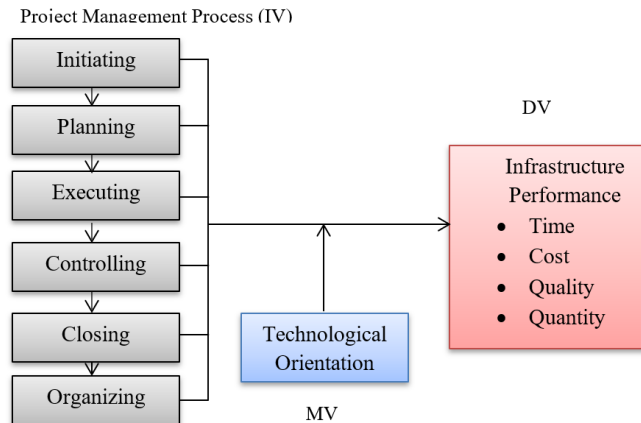 Project Management Process (IV)
Initiating
Planning
Executing
Controlling
Closing
Organizing
Technological
Orientation
MV
DV
Infrastructure
Performance
• Time
• Cost
• Quality
• Quantity